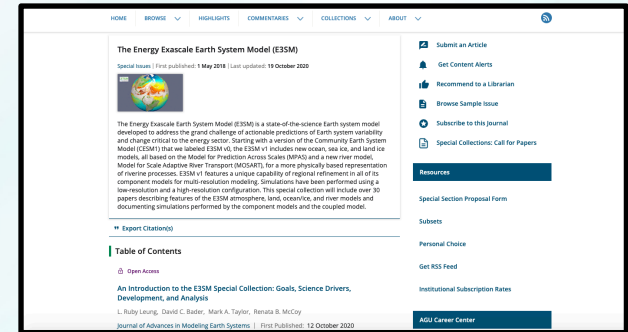 HOME BROWSE HIGHLIGHTS COMMENTARIES COLLECTIONS ABOUT
The Energy Exascale Earth System Model (E3SM)
Special Issues | First published: 1 May 2018 | Last updated: 19 October 2020
The Energy Exascale Earth System Model (E3SM) is a state-of-the-science Earth system model
developed to address the grand challenge of actionable predictions of Earth system variability
and change critical to the energy sector. Starting with a version of the Community Earth System
Model (CESM1) that we labeled E3SM v0, the E3SM v1 includes new ocean, sea ice, and land ice
models, all based on the Model for Prediction Across Scales (MPAS) and a new river model,
Model for Scale Adaptive River Transport (MOSART), for a more physically based representation
of riverine processes. E3SM v1 features a unique capability of regional refinement in all of its
component models for multi-resolution modeling. Simulations have been performed using a
low-resolution and a high-resolution configuration. This special collection will include over 30
papers describing features of the E3SM atmosphere, land, ocean/ice, and river models and
documenting simulations performed by the component models and the coupled model.
" Export Citation(s)
Table of Contents
Open Access
An Introduction to the E3SM Special Collection: Goals, Science Drivers,
Development, and Analysis
L. Ruby Leung, David C. Bader, Mark A. Taylor, Renata B. McCoy
Journal of Advances in Modeling Earth Systems | First Published: 12 October 2020
Submit an Article
Get Content Alerts
Recommend to a Librarian
Browse Sample Issue
Subscribe to this Journal
Special Collections: Call for Papers
Resources
Special Section Proposal Form
Subsets
Personal Choice
Get RSS Feed
Institutional Subscription Rates
AGU Career Center